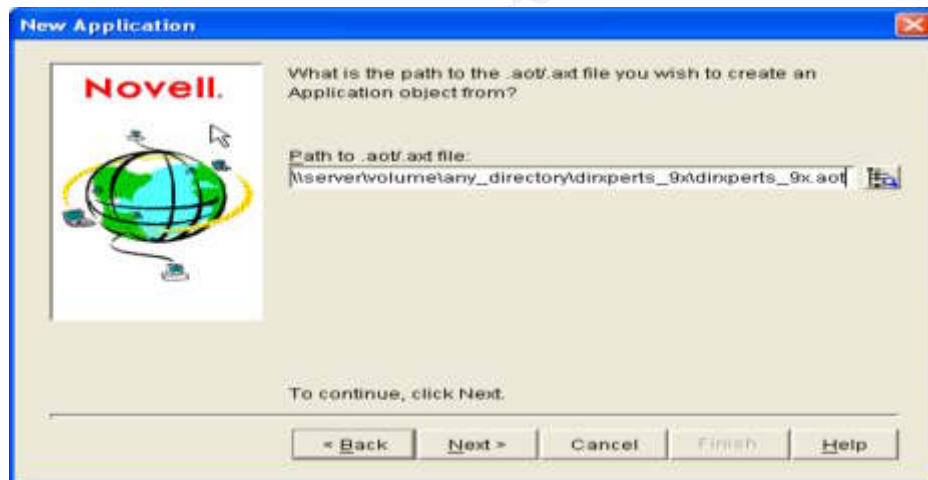 New Application
Novell.
What is the path to the .aot/.axt file you wish to create an
Application object from?
Path to .aot/.axt file:
\\server\volume\any_directory\dirxperts_9x\dirxperts_9x.aot
To continue, click Next.
< Back
Next >
Cancel
Finish
Help